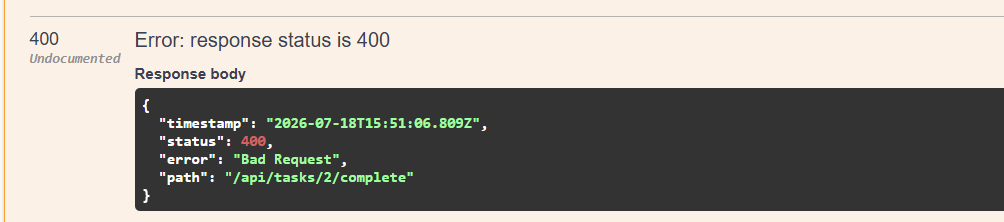 400
Undocumented
Error: response status is 400
Response body
{
  "timestamp": "2026-07-18T15:51:06.809Z",
  "status": 400,
  "error": "Bad Request",
  "path": "/api/tasks/2/complete"
}